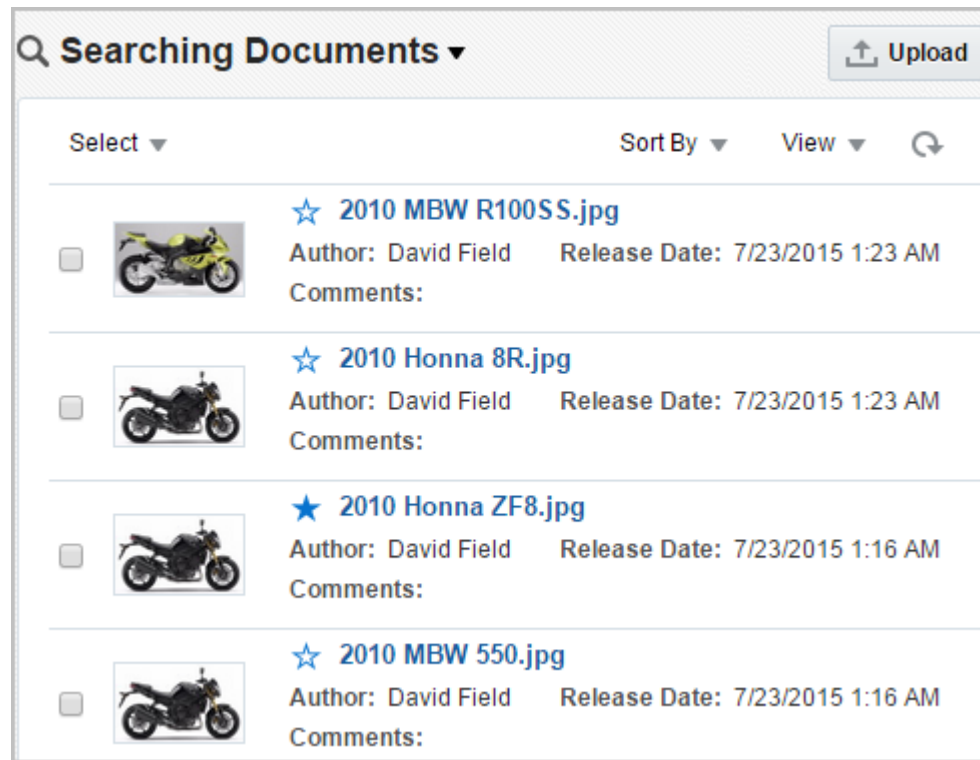 Searching Documents
Upload
Select Sort By View
2010 MBW R100SS.jpg
Author: David Field Release Date: 7/23/2015 1:23 AM
Comments:
2010 Honna 8R.jpg
Author: David Field Release Date: 7/23/2015 1:23 AM
Comments:
2010 Honna ZF8.jpg
Author: David Field Release Date: 7/23/2015 1:16 AM
Comments:
2010 MBW 550.jpg
Author: David Field Release Date: 7/23/2015 1:16 AM
Comments: